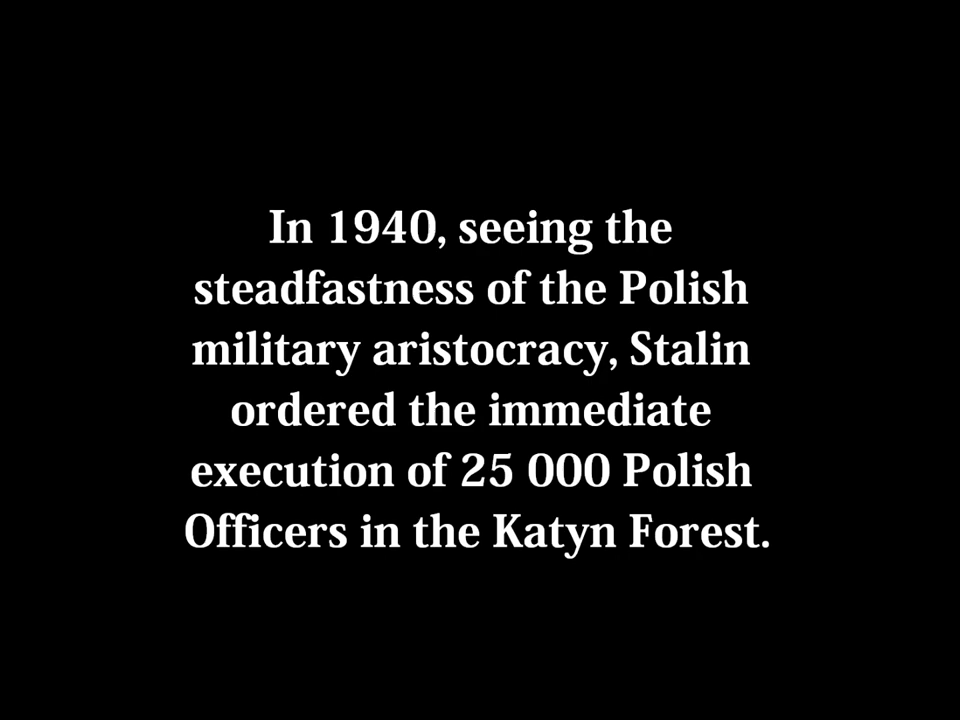 In 1940, seeing the
steadfastness of the Polish
military aristocracy, Stalin
ordered the immediate
execution of 25 000 Polish
Officers in the Katyn Forest.